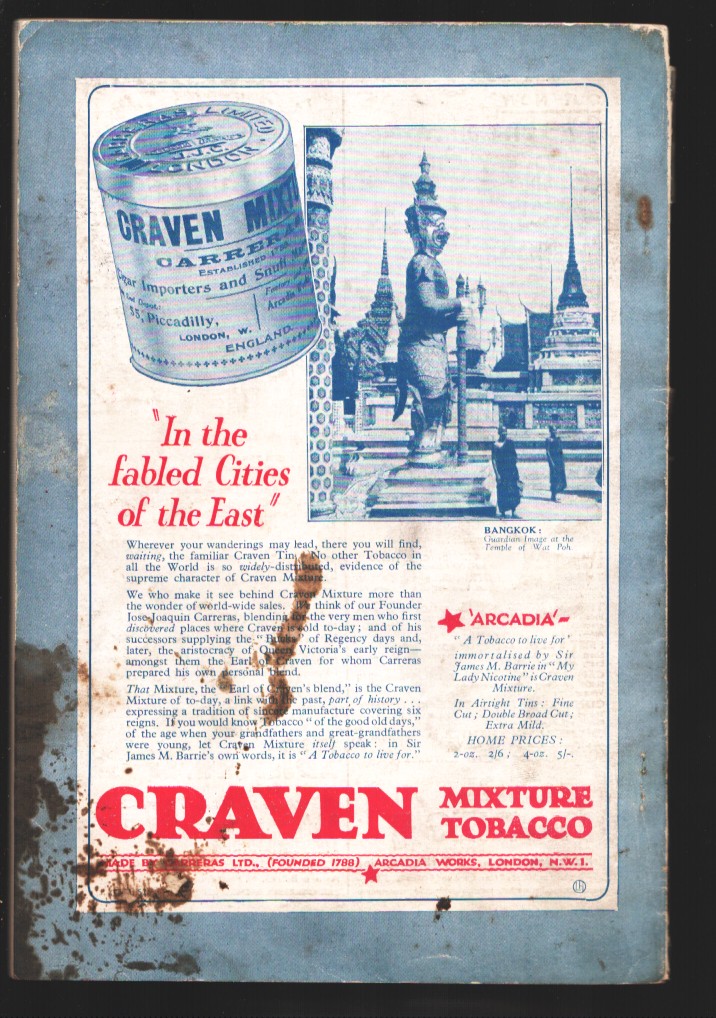 CARRERAS LIMITED
J.J.C.
LONDON
CRAVEN MIXTU
CARRERA
ESTABLISHED
gar Importers and Snuff
55, Piccadilly,
LONDON, W.
ENGLAND
"In the
fabled Cities
of the East"
BANGKOK:
Guardian Image at the
Temple of Wat Poh.
Wherever your wanderings may lead, there you will find,
waiting, the familiar Craven Tin. No other Tobacco in
all the World is so widely-distributed, evidence of the
supreme character of Craven Mixture.
We who make it see behind Craven Mixture more than
the wonder of world-wide sales. We think of our Founder
Jose Joaquin Carreras, blending for the very men who first
discovered places where Craven is sold to-day; and of his
successors supplying the "Bucks" of Regency days and,
later, the aristocracy of Queen Victoria's early reign—
amongst them the Earl of Craven for whom Carreras
prepared his own personal blend.
That Mixture, the "Earl of Craven's blend," is the Craven
Mixture of to-day, a link with the past, part of history . . .
expressing a tradition of sincere manufacture covering six
reigns. If you would know Tobacco "of the good old days,"
of the age when your grandfathers and great-grandfathers
were young, let Craven Mixture itself speak: in Sir
James M. Barrie's own words, it is "A Tobacco to live for."
'ARCADIA'-
"A Tobacco to live for'
immortalised by Sir
James M. Barrie in "My
Lady Nicotine" is Craven
Mixture.
In Airtight Tins: Fine
Cut; Double Broad Cut;
Extra Mild.
HOME PRICES:
2-oz. 2/6; 4-oz. 5/-.
CRAVEN MIXTURE
TOBACCO
MADE BY CARRERAS LTD., (FOUNDED 1788) ARCADIA WORKS, LONDON, N.W.1.